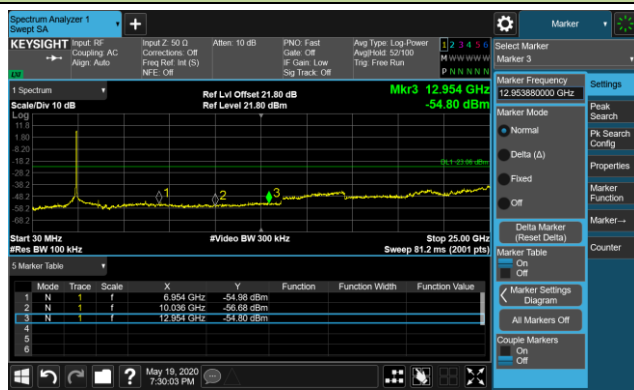 Spectrum Analyzer 1
Swept SA
Marker
KEYSIGHT Input: RF
Coupling: AC
Align: Auto
Input Z: 50 Ω
Corrections: Off
Freq Ref: Int (S)
NFE: Off
Atten: 10 dB
PNO: Fast
Gate: Off
IF Gain: Low
Sig Track: Off
Avg Type: Log-Power
Avg|Hold: 52/100
Trig: Free Run
1 2 3 4 5 6
M W W W W W
P N N N N N
Select Marker
Marker 3
1 Spectrum
Scale/Div 10 dB
Log
Ref Lvl Offset 21.80 dB
Ref Level 21.80 dBm
Mkr3 12.954 GHz
-54.80 dBm
11.8
1.80
-8.20
-18.2
-28.2
-38.2
-48.2
-58.2
-68.2
1
2
3
Start 30 MHz
#Res BW 100 kHz
#Video BW 300 kHz
Stop 25.00 GHz
Sweep 81.2 ms (2001 pts)
5 Marker Table
Mode Trace Scale X Y Function Function Width Function Value
1 N 1 f 6.954 GHz -54.98 dBm
2 N 1 f 10.036 GHz -56.68 dBm
3 N 1 f 12.954 GHz -54.80 dBm
4
5
6
Marker Frequency
12.953880000 GHz
Marker Mode
Normal
Delta (Δ)
Fixed
Off
Delta Marker
(Reset Delta)
Marker Table
On
Off
Marker Settings
Diagram
All Markers Off
Couple Markers
On
Off
Settings
Peak
Search
Pk Search
Config
Properties
Marker
Function
Marker→
Counter
May 19, 2020
7:30:03 PM